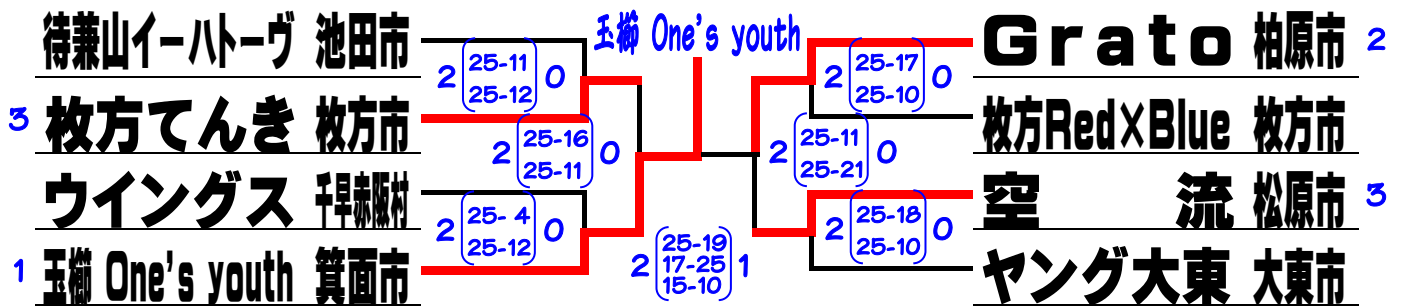 玉櫛 One's youth
待兼山イーハトーヴ 池田市
2 25-11 25-12 0
3 枚方てんき 枚方市
2 25-16 25-11 0
ウイングス 千早赤阪村
2 25- 4 25-12 0
1 玉櫛 One's youth 箕面市
2 25-19 17-25 15-10 1
Grato 柏原市 2
2 25-17 25-10 0
枚方Red×Blue 枚方市
2 25-11 25-21 0
空流 松原市 3
2 25-18 25-10 0
ヤング大東 大東市